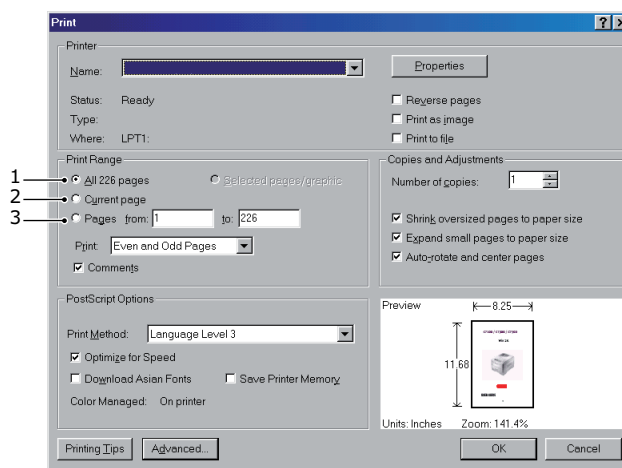 Print
Printer
Name:
Properties
Status: Ready
Type:
Where: LPT1:
Reverse pages
Print as image
Print to file
Print Range
1 All 226 pages Selected pages/graphic
2 Current page
3 Pages from: 1 to: 226
Print: Even and Odd Pages
Comments
Copies and Adjustments
Number of copies: 1
Shrink oversized pages to paper size
Expand small pages to paper size
Auto-rotate and center pages
PostScript Options
Print Method: Language Level 3
Optimize for Speed
Download Asian Fonts Save Printer Memory
Color Managed: On printer
Preview 8.25
11.68
Units: Inches Zoom: 141.4%
Printing Tips Advanced... OK Cancel